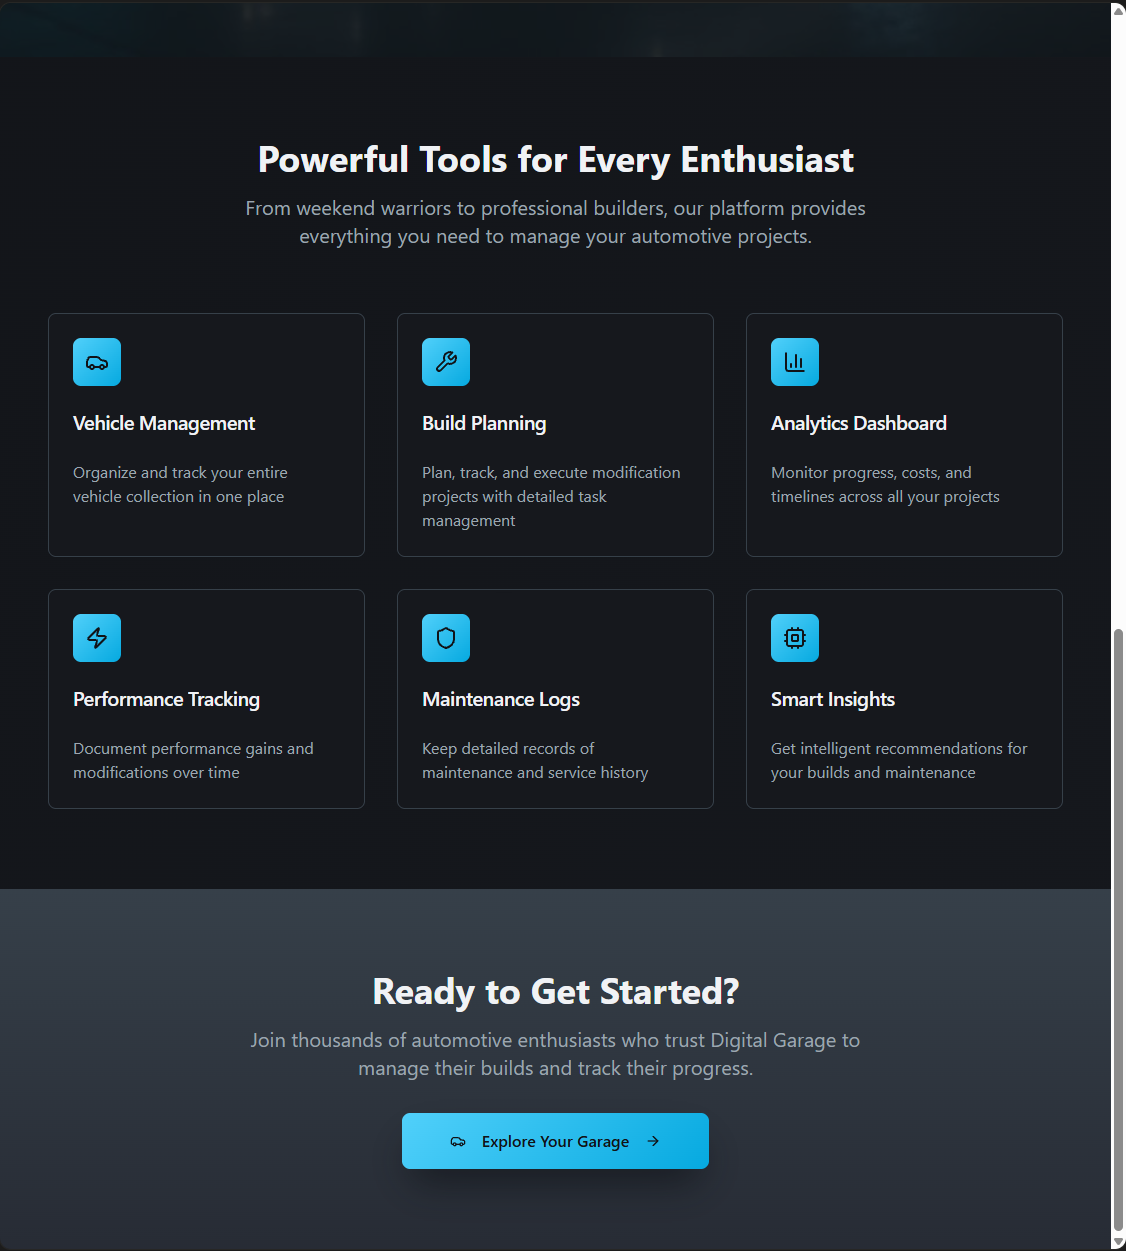 Powerful Tools for Every Enthusiast
From weekend warriors to professional builders, our platform provides
everything you need to manage your automotive projects.
Vehicle Management
Organize and track your entire
vehicle collection in one place
Build Planning
Plan, track, and execute modification
projects with detailed task
management
Analytics Dashboard
Monitor progress, costs, and
timelines across all your projects
Performance Tracking
Document performance gains and
modifications over time
Maintenance Logs
Keep detailed records of
maintenance and service history
Smart Insights
Get intelligent recommendations for
your builds and maintenance
Ready to Get Started?
Join thousands of automotive enthusiasts who trust Digital Garage to
manage their builds and track their progress.
Explore Your Garage